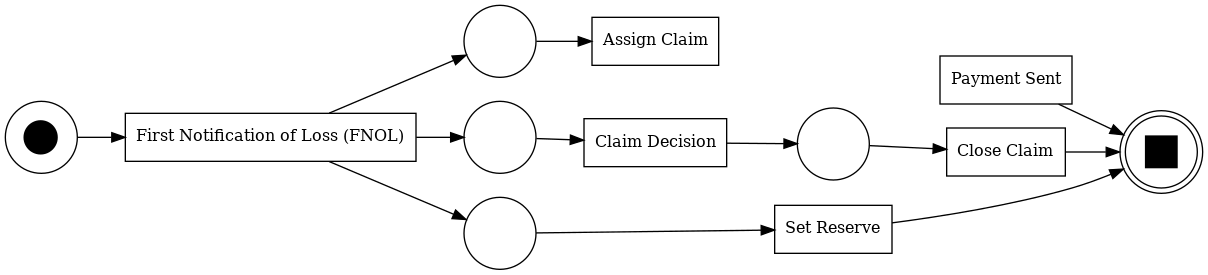 Assign Claim
Payment Sent
First Notification of Loss (FNOL)
Claim Decision
Close Claim
Set Reserve